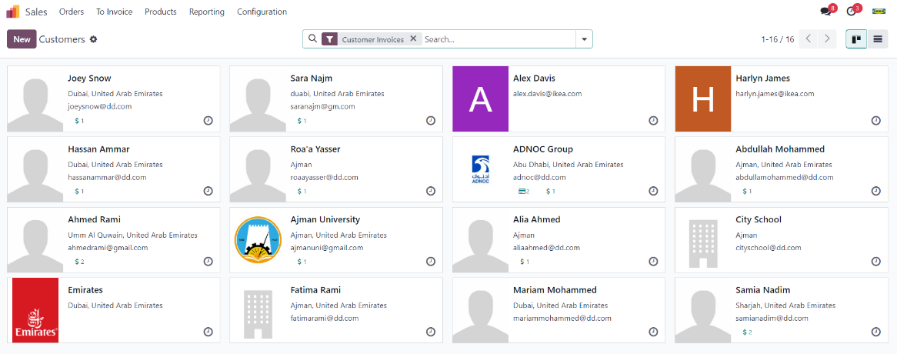 Sales Orders To Invoice Products Reporting Configuration 8 3
New Customers Customer Invoices Search... 1-16 / 16
Joey Snow
Dubai, United Arab Emirates
joeysnow@dd.com
$ 1
Sara Najm
duabi, United Arab Emirates
saranajm@gm.com
$ 1
A
Alex Davis
alex.davis@ikea.com
H
Harlyn James
harlyn.james@ikea.com
Hassan Ammar
Dubai, United Arab Emirates
hassanammar@dd.com
$ 1
Roa'a Yasser
Ajman
roaayasser@dd.com
$ 1
ADNOC
ADNOC Group
Abu Dhabi, United Arab Emirates
adnoc@dd.com
2 $ 1
Abdullah Mohammed
Ajman, United Arab Emirates
abdullamohammed@dd.com
$ 1
Ahmed Rami
Umm Al Quwain, United Arab Emirates
ahmedrami@gmail.com
$ 2
Ajman University
Ajman, United Arab Emirates
ajmanuni@gmail.com
$ 1
Alia Ahmed
Ajman
aliaahmed@dd.com
$ 1
City School
Ajman
cityschool@dd.com
Emirates
Emirates
Dubai, United Arab Emirates
Fatima Rami
Ajman, United Arab Emirates
fatimarami@dd.com
Mariam Mohammed
Dubai, United Arab Emirates
mariammohammed@dd.com
Samia Nadim
Sharjah, United Arab Emirates
samianadim@dd.com
$ 2